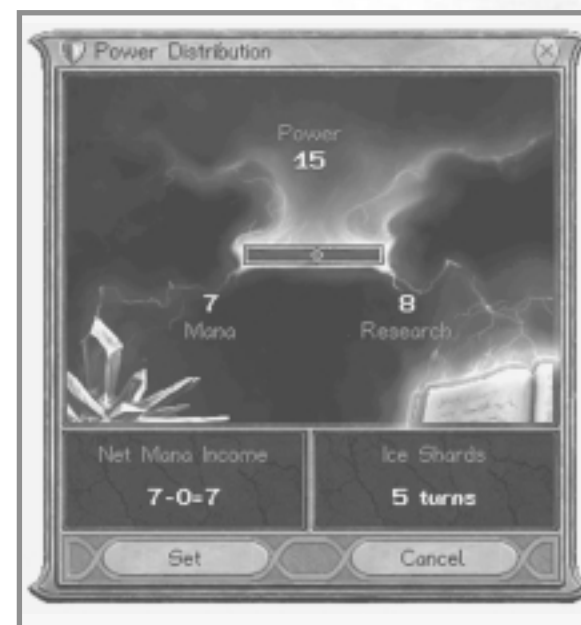 Power Distribution
Power
15
7
Mana
8
Research
Net Mana Income
7-0=7
Ice Shards
5 turns
Set
Cancel